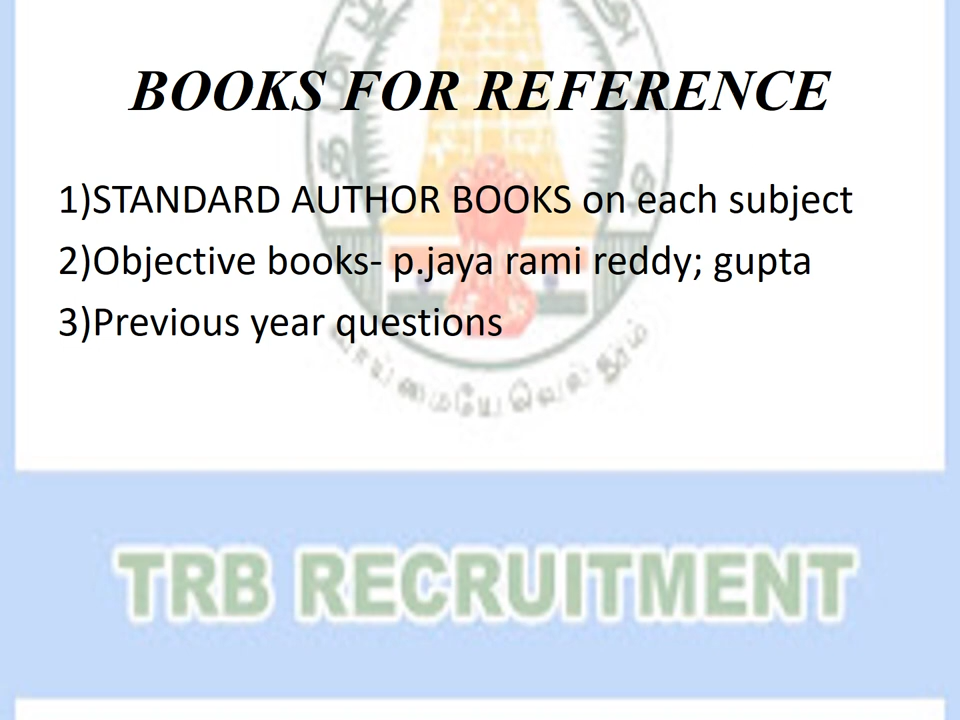 BOOKS FOR REFERENCE
1)STANDARD AUTHOR BOOKS on each subject
2)Objective books- p.jaya rami reddy; gupta
3)Previous year questions
TRB RECRUITMENT